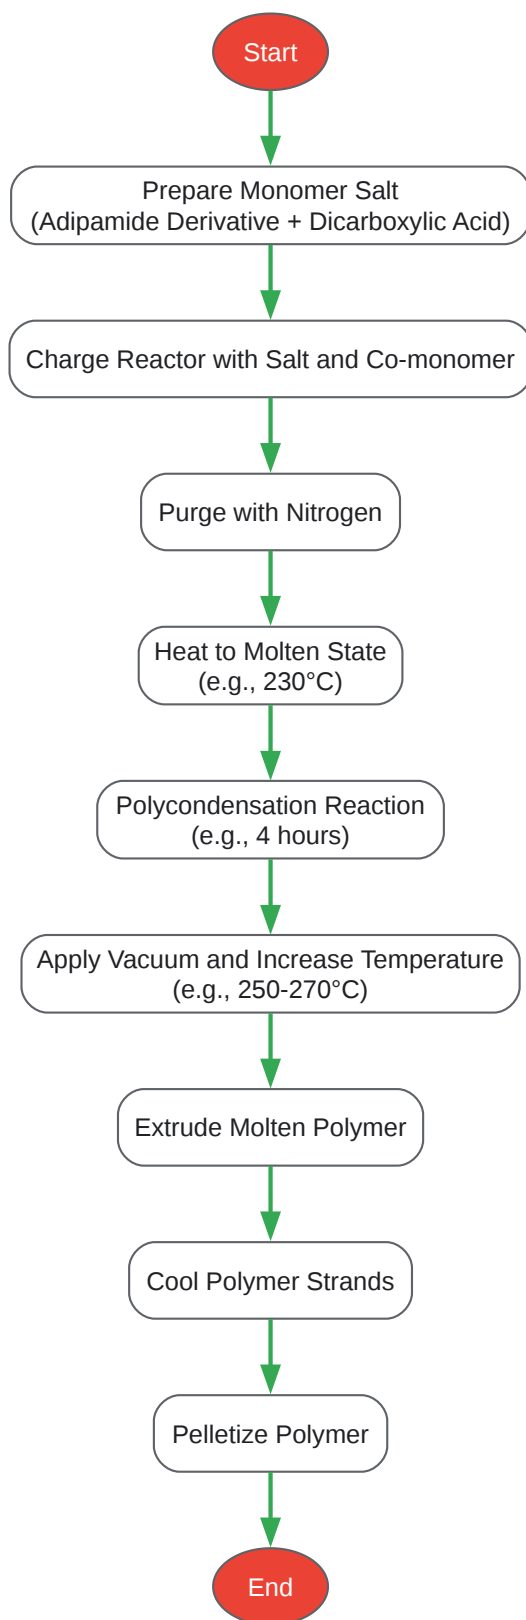 Start
Prepare Monomer Salt
(Adipamide Derivative + Dicarboxylic Acid)
Charge Reactor with Salt and Co-monomer
Purge with Nitrogen
Heat to Molten State
(e.g., 230°C)
Polycondensation Reaction
(e.g., 4 hours)
Apply Vacuum and Increase Temperature
(e.g., 250-270°C)
Extrude Molten Polymer
Cool Polymer Strands
Pelletize Polymer
End